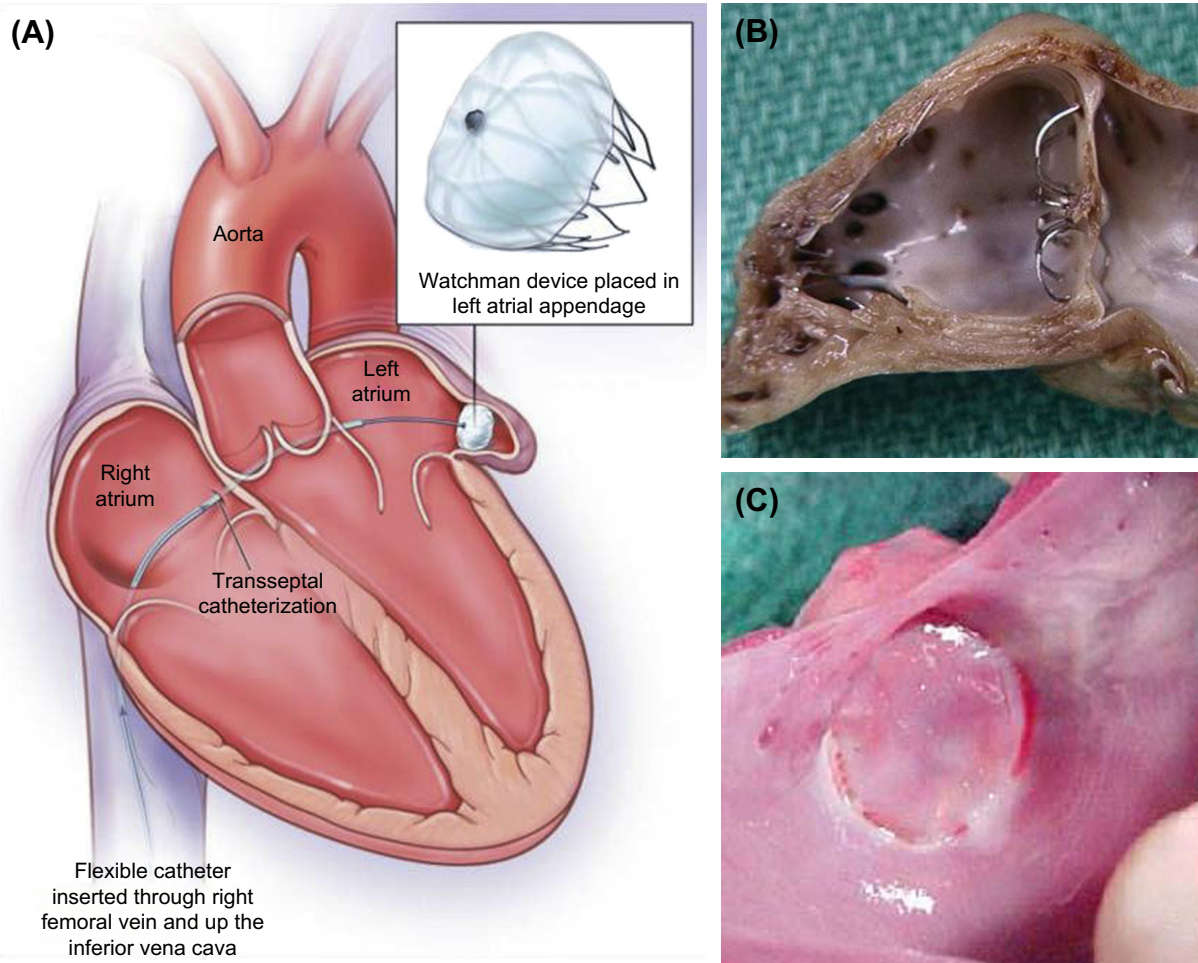 (A)
Watchman device placed in
left atrial appendage
Aorta
Left
atrium
Right
atrium
Transseptal
catheterization
Flexible catheter
inserted through right
femoral vein and up the
inferior vena cava
(B)
(C)